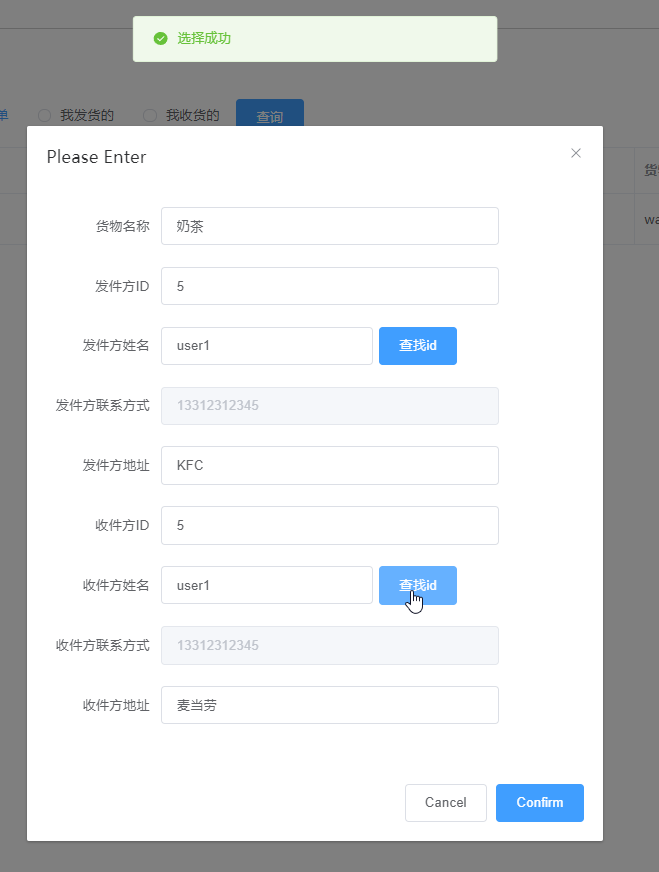 选择成功
单 我发货的 我收货的 查询
Please Enter
货
货物名称 奶茶
wa
发件方ID 5
发件方姓名 user1 查找id
发件方联系方式 13312312345
发件方地址 KFC
收件方ID 5
收件方姓名 user1 查找id
收件方联系方式 13312312345
收件方地址 麦当劳
Cancel Confirm